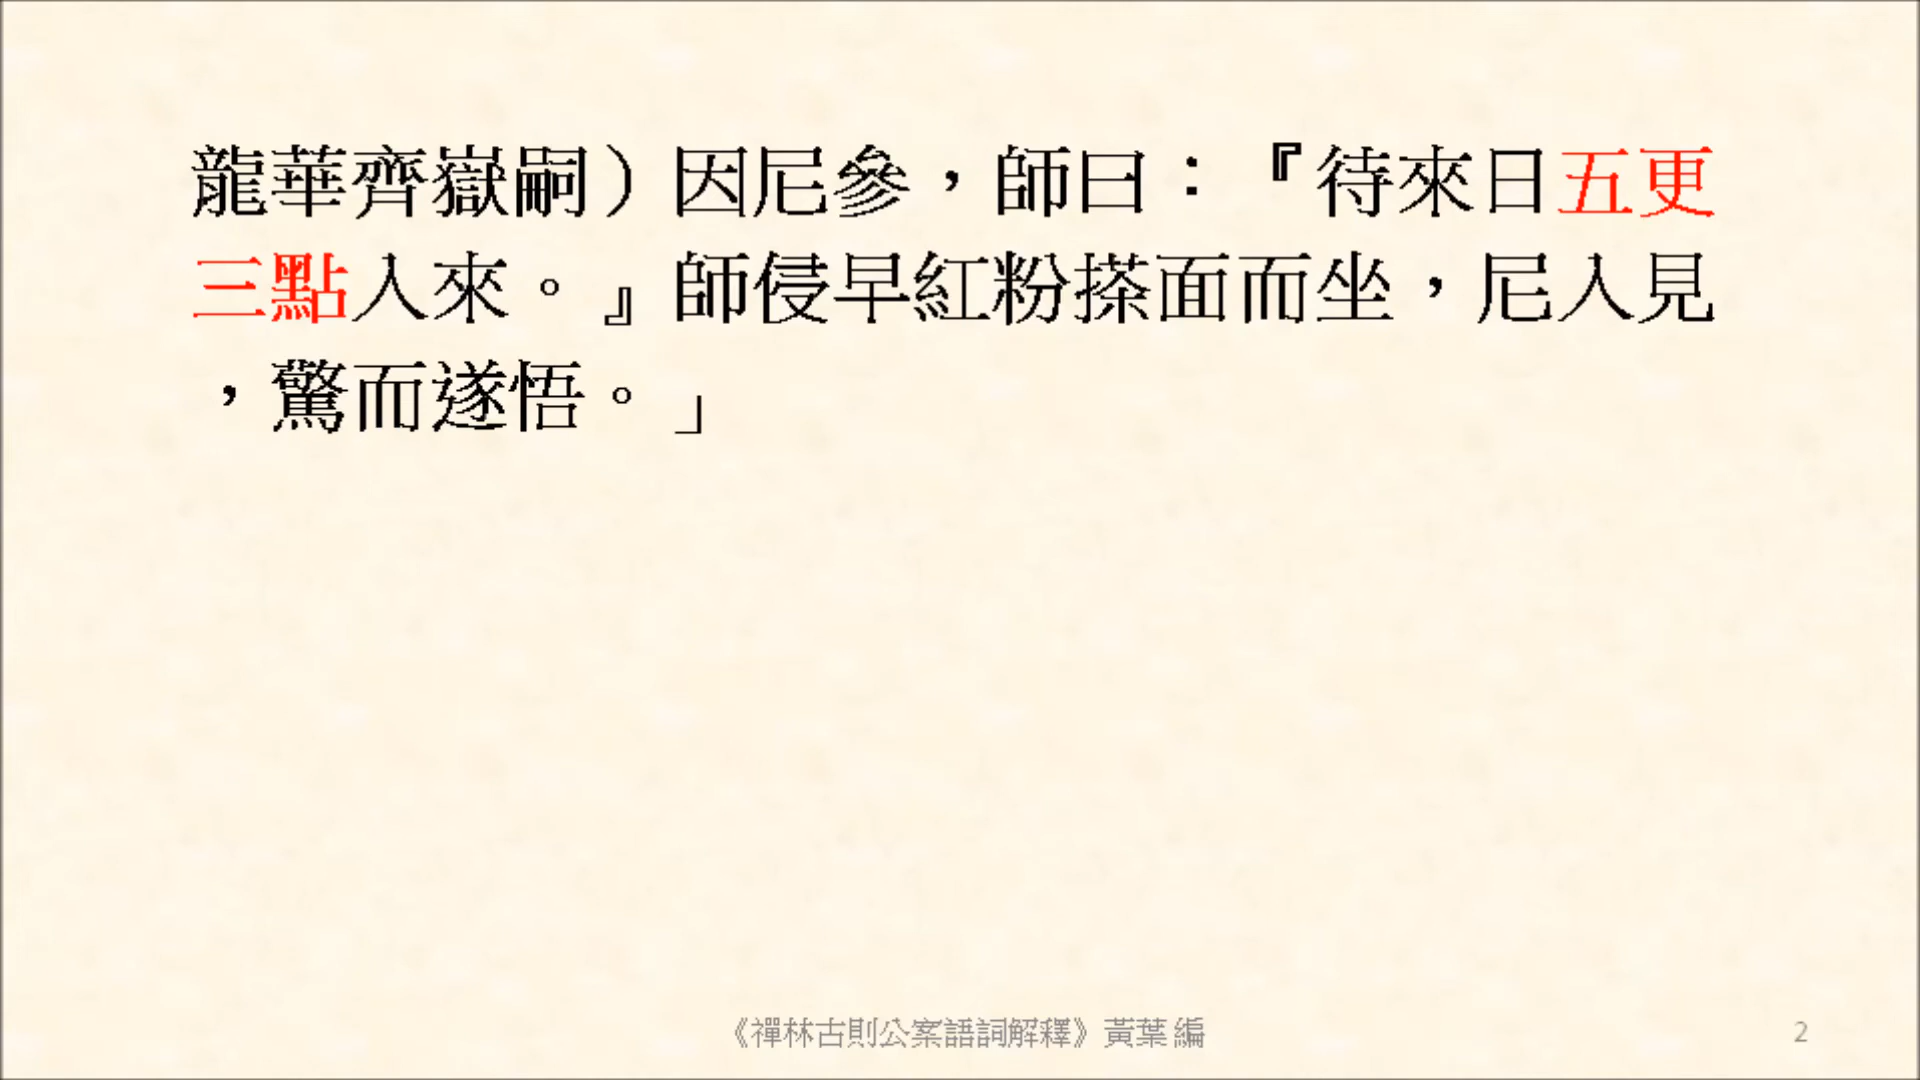 龍華齊嶽嗣）因尼參，師曰：『待來日五更
三點入來。』師侵早紅粉搽面而坐，尼入見
，驚而遂悟。」
《禪林古則公案語詞解釋》黃葉 編
2